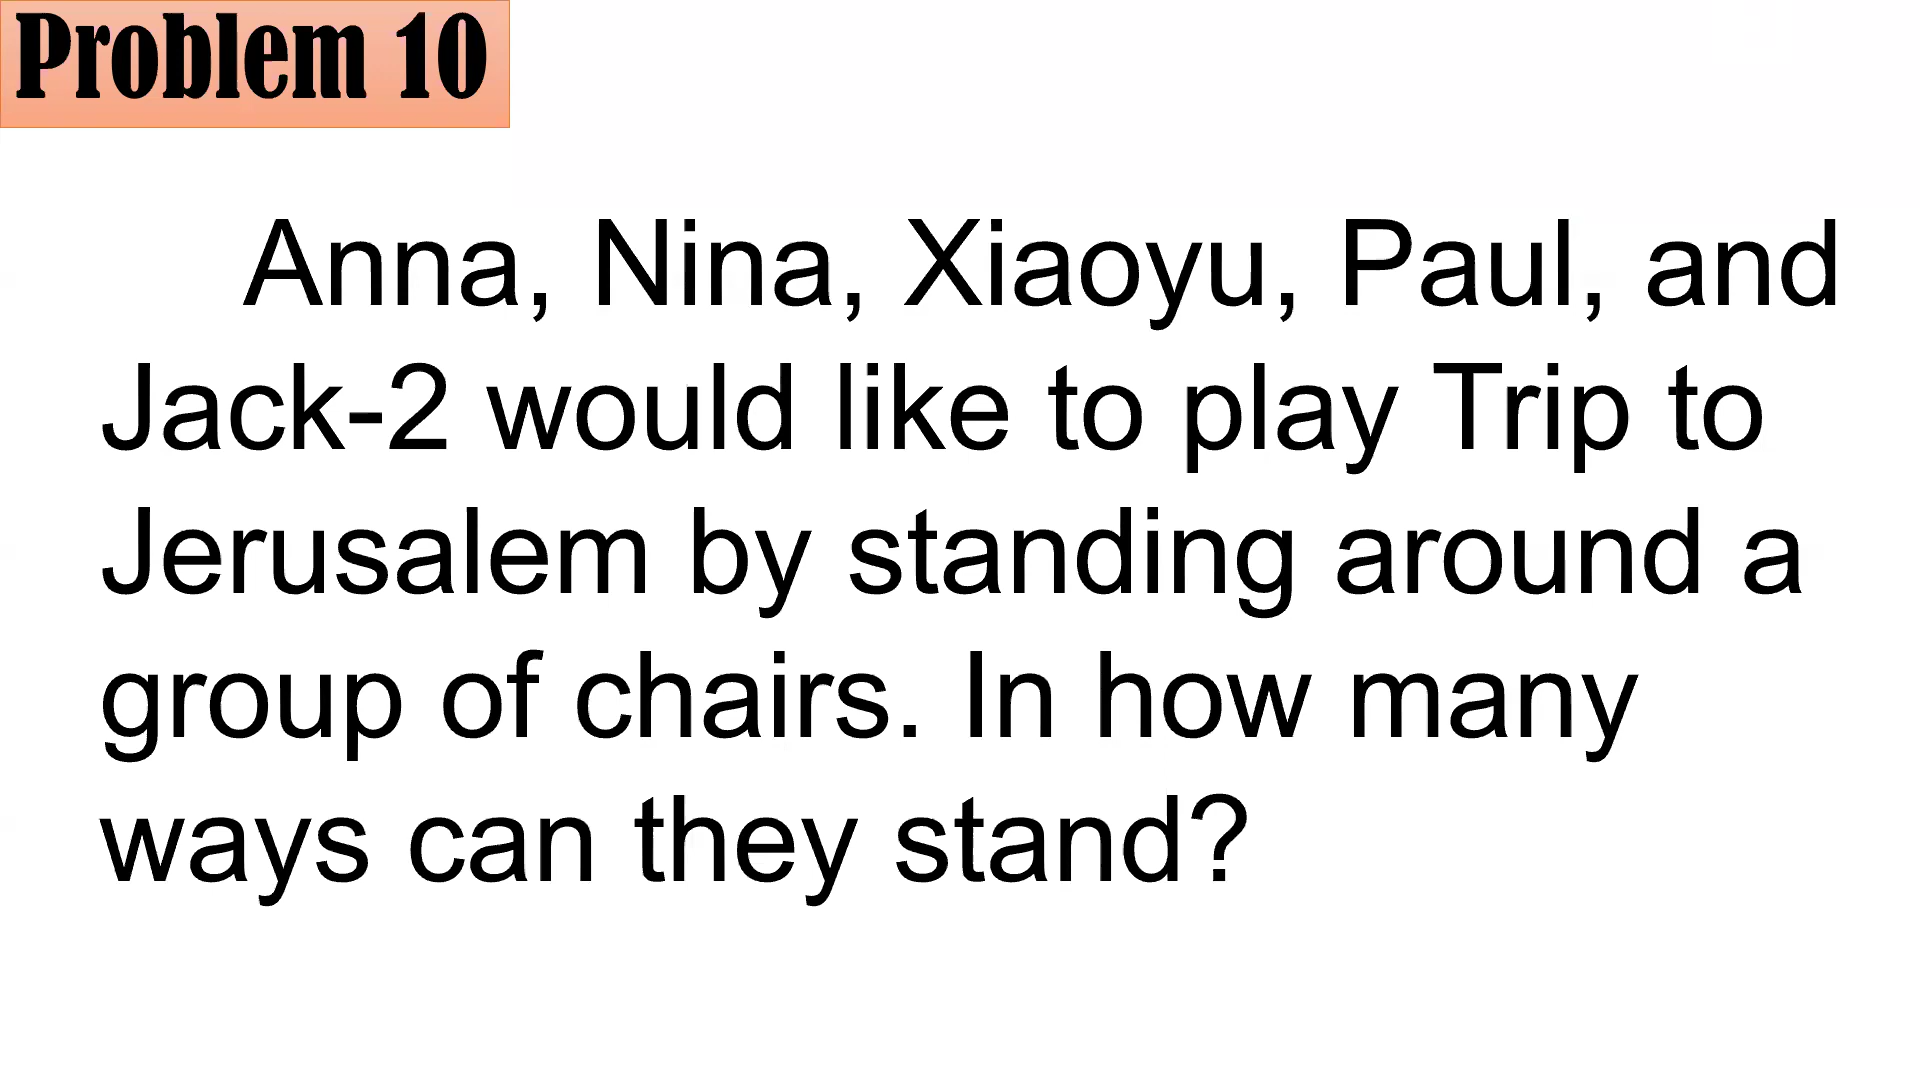 Problem 10
Anna, Nina, Xiaoyu, Paul, and
Jack-2 would like to play Trip to
Jerusalem by standing around a
group of chairs. In how many
ways can they stand?